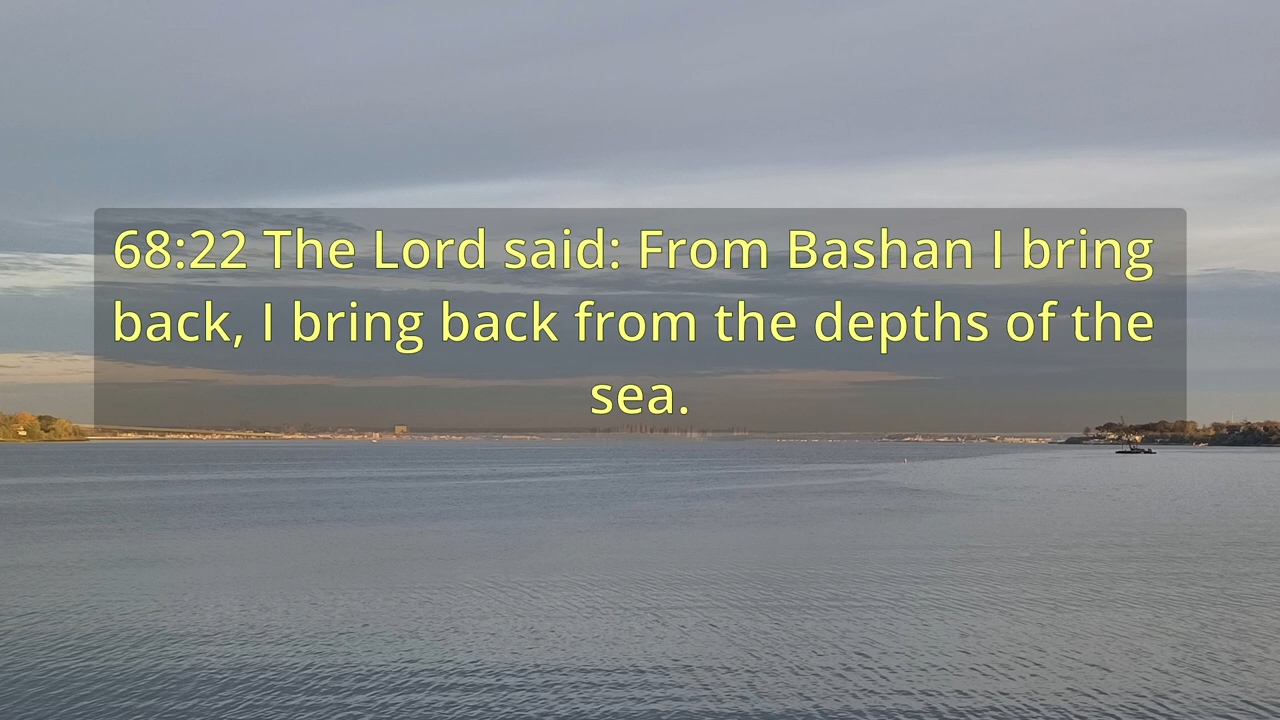 68:22 The Lord said: From Bashan I bring
back, I bring back from the depths of the
sea.